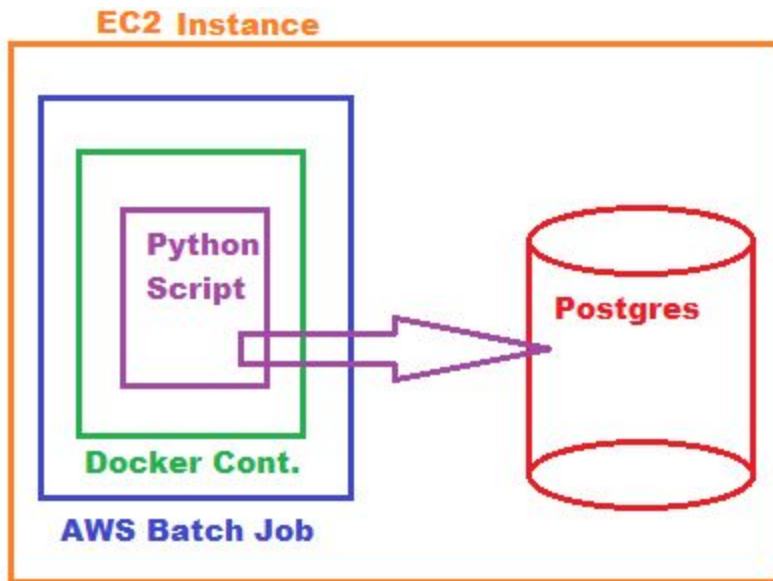 EC2 Instance
Python
Script
Postgres
Docker Cont.
AWS Batch Job